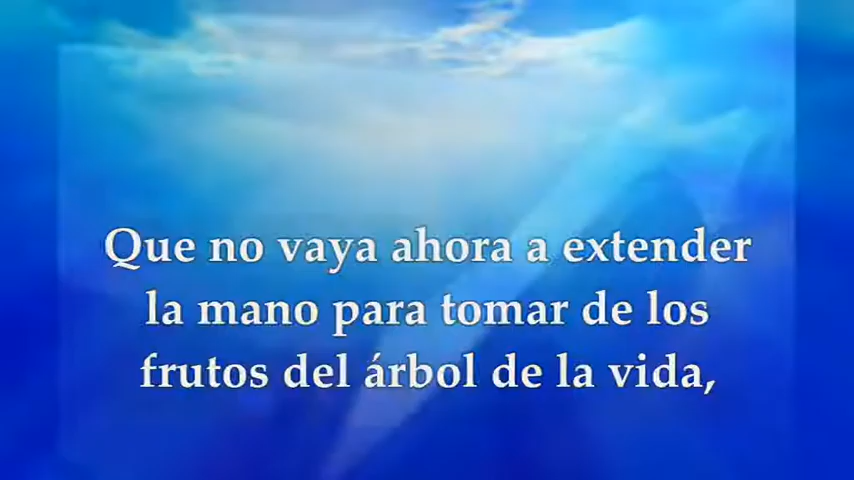 Que no vaya ahora a extender
la mano para tomar de los
frutos del árbol de la vida,